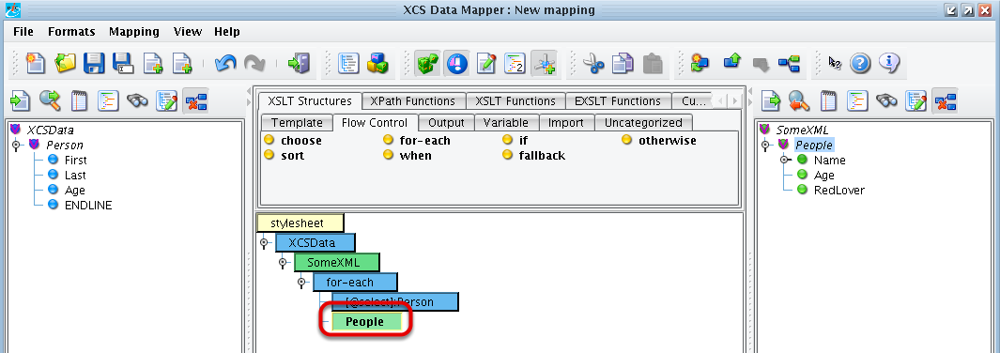 XCS Data Mapper : New mapping
File Formats Mapping View Help
XCSData
Person
First
Last
Age
ENDLINE
XSLT Structures XPath Functions XSLT Functions EXSLT Functions Cu...
Template Flow Control Output Variable Import Uncategorized
choose for-each if otherwise
sort when fallback
stylesheet
XCSData
SomeXML
for-each
[@select]:Person
People
SomeXML
People
Name
Age
RedLover